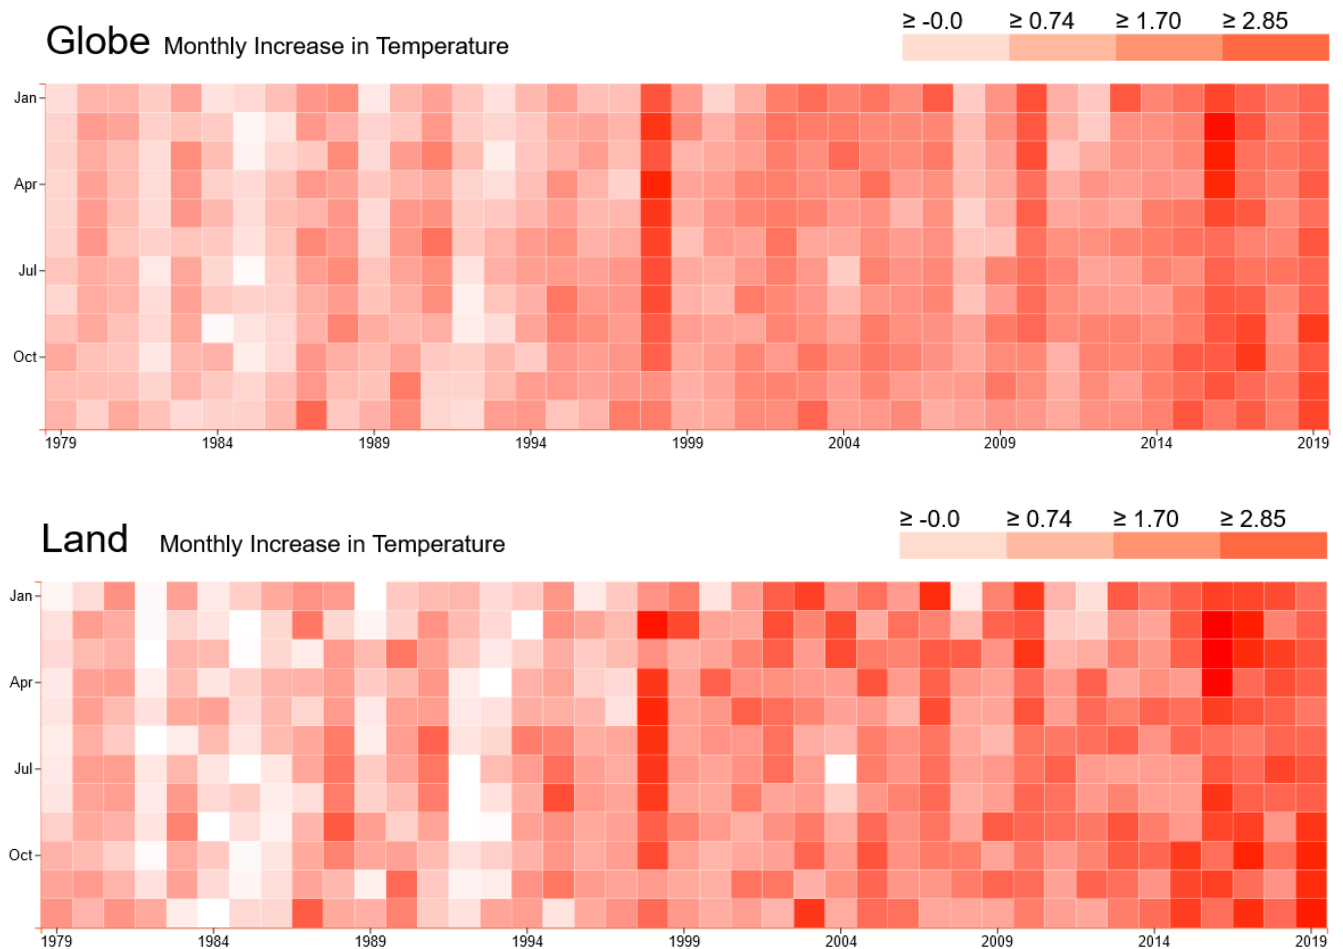 Globe Monthly Increase in Temperature
≥ -0.0 ≥ 0.74 ≥ 1.70 ≥ 2.85
Jan
Apr
Jul
Oct
1979 1984 1989 1994 1999 2004 2009 2014 2019
Land Monthly Increase in Temperature
≥ -0.0 ≥ 0.74 ≥ 1.70 ≥ 2.85
Jan
Apr
Jul
Oct
1979 1984 1989 1994 1999 2004 2009 2014 2019